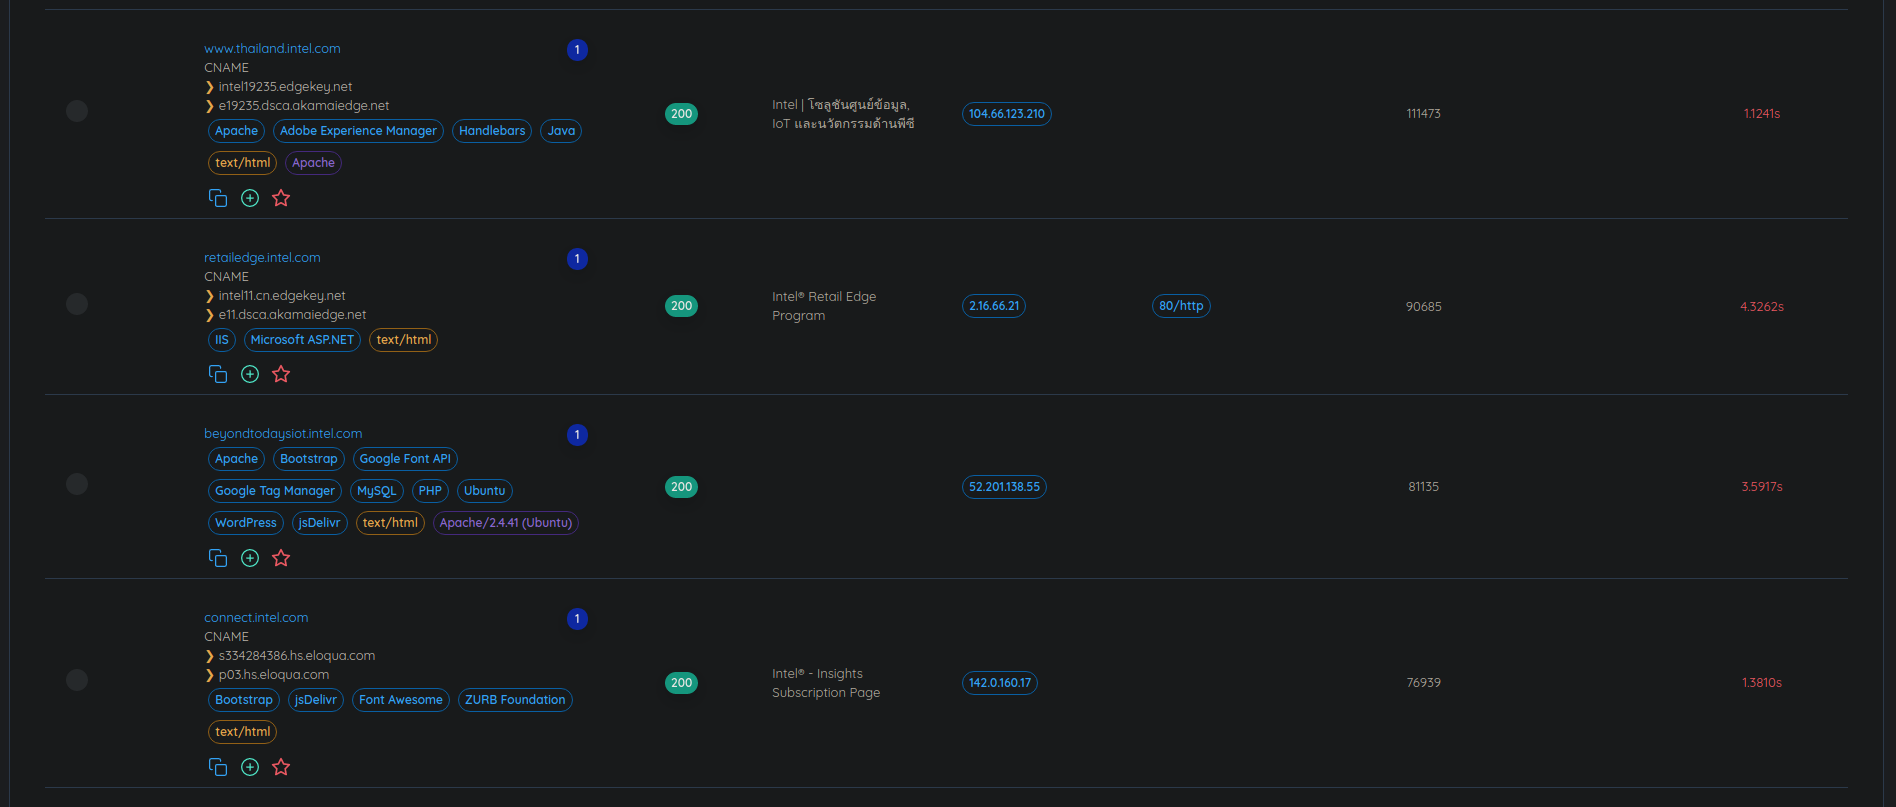 www.thailand.intel.com
1
CNAME
❯ intel19235.edgekey.net
❯ e19235.dsca.akamaiedge.net
Apache Adobe Experience Manager Handlebars Java
text/html Apache
200
Intel | โซลูชันศูนย์ข้อมูล,
IoT และนวัตกรรมด้านพีซี
104.66.123.210
111473
1.1241s
retailedge.intel.com
1
CNAME
❯ intel11.cn.edgekey.net
❯ e11.dsca.akamaiedge.net
IIS Microsoft ASP.NET text/html
200
Intel® Retail Edge
Program
2.16.66.21
80/http
90685
4.3262s
beyondtodaysiot.intel.com
1
Apache Bootstrap Google Font API
Google Tag Manager MySQL PHP Ubuntu
WordPress jsDelivr text/html Apache/2.4.41 (Ubuntu)
200
52.201.138.55
81135
3.5917s
connect.intel.com
1
CNAME
❯ s334284386.hs.eloqua.com
❯ p03.hs.eloqua.com
Bootstrap jsDelivr Font Awesome ZURB Foundation
text/html
200
Intel® - Insights
Subscription Page
142.0.160.17
76939
1.3810s